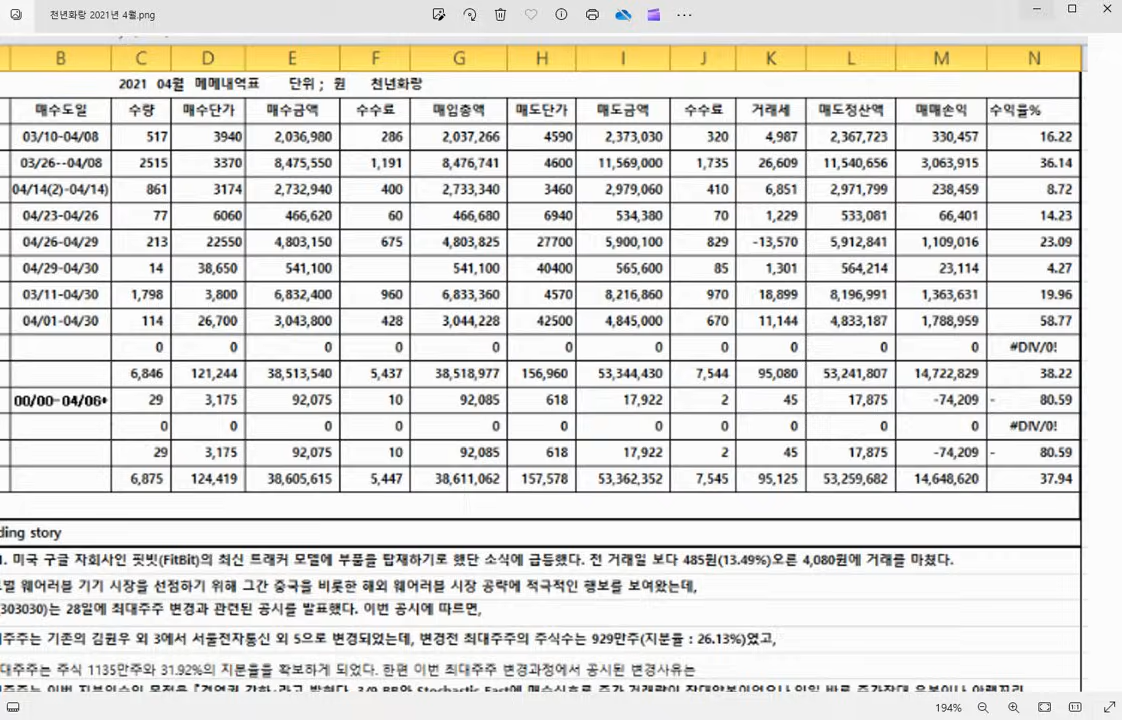 천년화랑 2021년 4월.png
B C D E F G H I J K L M N
2021 04월 메메내역표 단위 ; 원 천년화랑
매수도일 수량 매수단가 매수금액 수수료 매입총액 매도단가 매도금액 수수료 거래세 매도정산액 매매손익 수익률%
03/10-04/08 517 3940 2,036,980 286 2,037,266 4590 2,373,030 320 4,987 2,367,723 330,457 16.22
03/26--04/08 2515 3370 8,475,550 1,191 8,476,741 4600 11,569,000 1,735 26,609 11,540,656 3,063,915 36.14
04/14(2)-04/14) 861 3174 2,732,940 400 2,733,340 3460 2,979,060 410 6,851 2,971,799 238,459 8.72
04/23-04/26 77 6060 466,620 60 466,680 6940 534,380 70 1,229 533,081 66,401 14.23
04/26-04/29 213 22550 4,803,150 675 4,803,825 27700 5,900,100 829 -13,570 5,912,841 1,109,016 23.09
04/29-04/30 14 38,650 541,100 541,100 40400 565,600 85 1,301 564,214 23,114 4.27
03/11-04/30 1,798 3,800 6,832,400 960 6,833,360 4570 8,216,860 970 18,899 8,196,991 1,363,631 19.96
04/01-04/30 114 26,700 3,043,800 428 3,044,228 42500 4,845,000 670 11,144 4,833,187 1,788,959 58.77
0 0 0 0 0 0 0 0 0 0 0 #DIV/0!
6,846 121,244 38,513,540 5,437 38,518,977 156,960 53,344,430 7,544 95,080 53,241,807 14,722,829 38.22
00/00-04/06* 29 3,175 92,075 10 92,085 618 17,922 2 45 17,875 -74,209 - 80.59
0 0 0 0 0 0 0 0 0 0 0 #DIV/0!
29 3,175 92,075 10 92,085 618 17,922 2 45 17,875 -74,209 - 80.59
6,875 124,419 38,605,615 5,447 38,611,062 157,578 53,362,352 7,545 95,125 53,259,682 14,648,620 37.94
ding story
. 미국 구글 자회사인 핏빗(FitBit)의 최신 트래커 모델에 부품을 탑재하기로 했단 소식에 급등했다. 전 거래일 보다 485원(13.49%)오른 4,080원에 거래를 마쳤다.
웨어러블 기기 시장을 선점하기 위해 그간 중국을 비롯한 해외 웨어러블 시장 공략에 적극적인 행보를 보여왔는데,
(303030)는 28일에 최대주주 변경과 관련된 공시를 발표했다. 이번 공시에 따르면,
주주는 기존의 김원우 외 3에서 서울전자통신 외 5으로 변경되었는데, 변경전 최대주주의 주식수는 929만주(지분율 : 26.13%)였고,
대주주는 주식 1135만주와 31.92%의 지분율을 확보하게 되었다. 한편 이번 최대주주 변경과정에서 공시된 변경사유는
194%